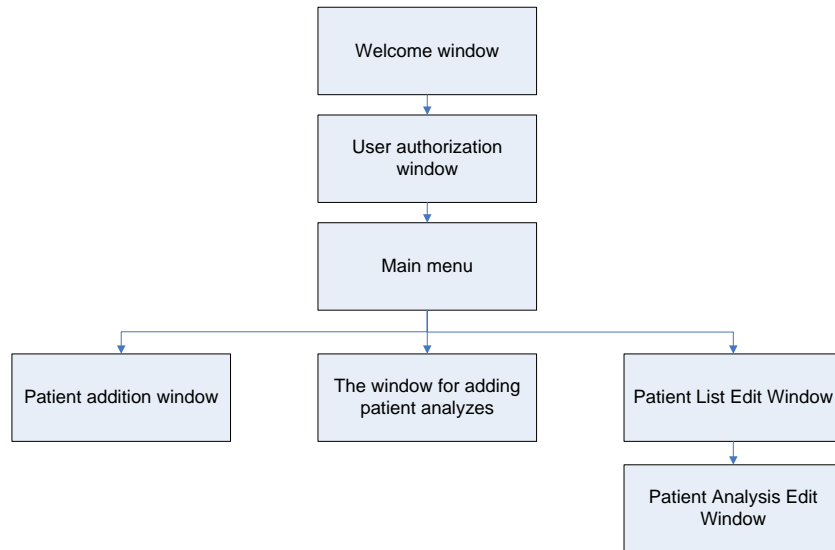 Welcome window
User authorization
window
Main menu
Patient addition window
The window for adding
patient analyzes
Patient List Edit Window
Patient Analysis Edit
Window